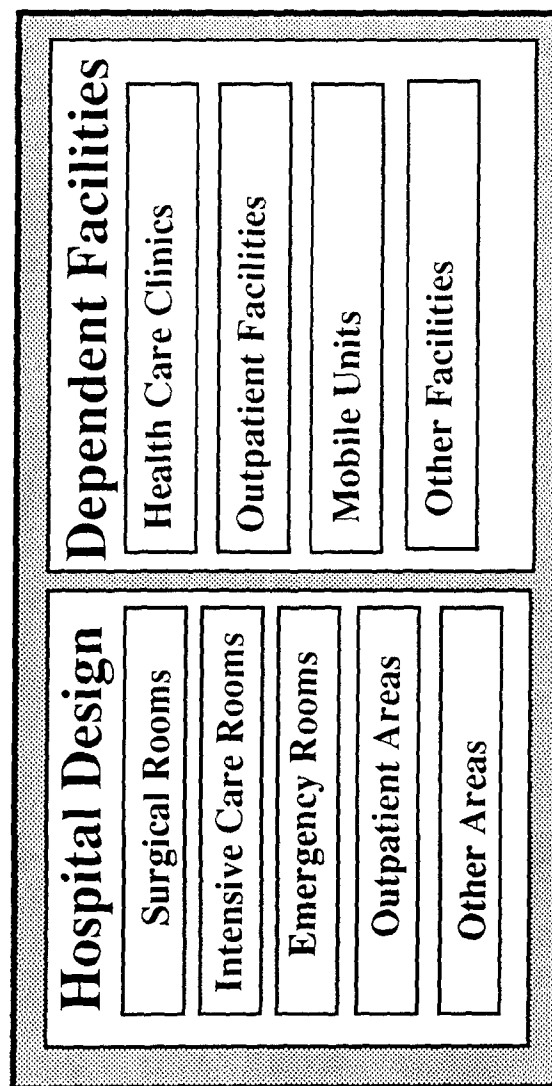 Hospital Design
Surgical Rooms
Intensive Care Rooms
Emergency Rooms
Outpatient Areas
Other Areas
Dependent Facilities
Health Care Clinics
Outpatient Facilities
Mobile Units
Other Facilities